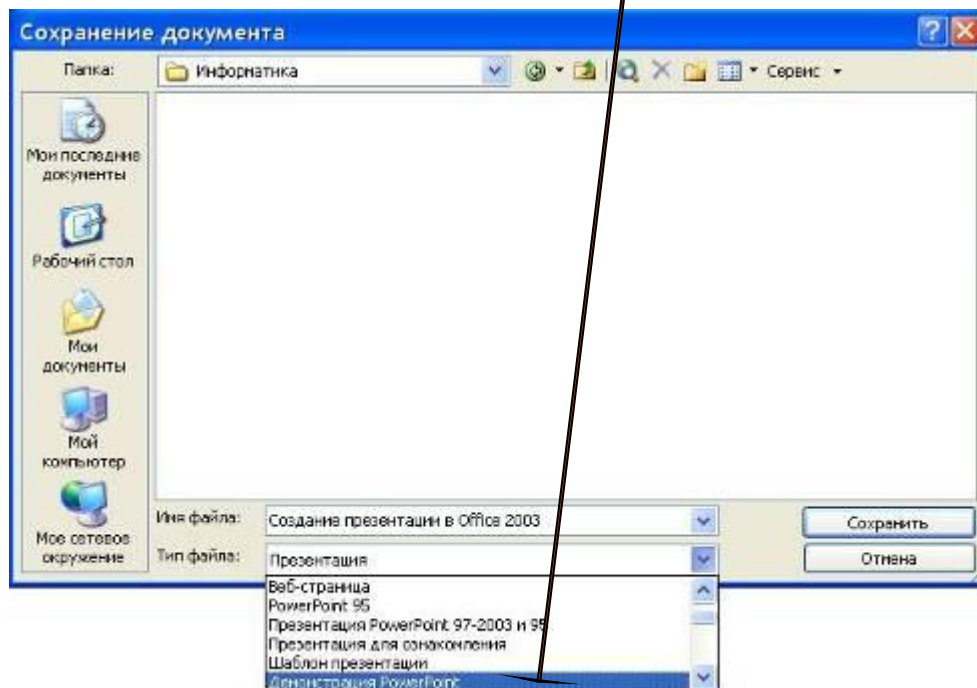 Сохранение документа
Папка:
Информатика
Сервис
Мои последние документы
Рабочий стол
Мои документы
Мой компьютер
Мое сетевое окружение
Имя файла:
Создание презентации в Office 2003
Сохранить
Тип файла:
Презентация
Отмена
Веб-страница
PowerPoint 95
Презентация PowerPoint 97-2003 и 95
Презентация для ознакомления
Шаблон презентации
Демонстрация PowerPoint